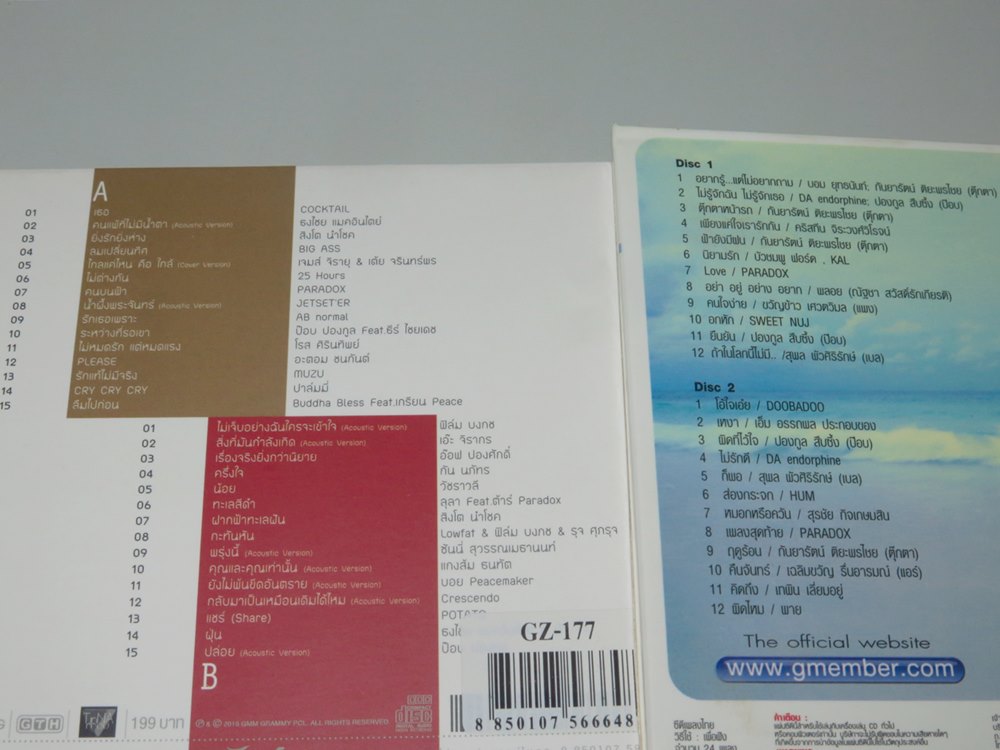 A
01 เธอ COCKTAIL
02 คนแพ้ที่ไม่มีน้ำตา (Acoustic Version) ธงไชย แมคอินไตย์
03 ยิ่งรักยิ่งห่าง สิงโต นำโชค
04 ลมเปลี่ยนทิศ BIG ASS
05 ไกลแค่ไหน คือ ใกล้ (Cover Version) เจมส์ จิรายุ & เต้ย จรินทร์พร
06 ไม่ต่างกัน 25 Hours
07 คนบนฟ้า PARADOX
08 น้ำผึ้งพระจันทร์ (Acoustic Version) JETSET'ER
09 รักเธอเพราะ AB normal
10 ระหว่างที่รอเขา ป๊อบ ปองกูล Feat.ธีร์ ไชยเดช
11 ไม่หมดรัก แต่หมดแรง โรส ศิรินทิพย์
12 PLEASE อะตอม ชนกันต์
13 รักแท้ไม่มีจริง MUZU
14 CRY CRY CRY ปาล์มมี่
15 ลืมไปก่อน Buddha Bless Feat.เกรียน Peace
01 ไม่เจ็บอย่างฉันใครจะเข้าใจ (Acoustic Version) ฟิล์ม บงกช
02 สิ่งที่มันกำลังเกิด (Acoustic Version) เอ๊ะ จิรากร
03 เรื่องจริงยิ่งกว่านิยาย อ๊อฟ ปองศักดิ์
04 ครึ่งใจ กัน นภัทร
05 น้อย วัชราวลี
06 ทะเลสีดำ ลุลา Feat.ต้าร์ Paradox
07 ฝากฟ้าทะเลฝัน สิงโต นำโชค
08 กะทันหัน Lowfat & ฟิล์ม บงกช & รุจ ศุภรุจ
09 พรุ่งนี้ (Acoustic Version) ซันนี่ สุวรรณเมธานนท์
10 คุณและคุณเท่านั้น (Acoustic Version) แกงส้ม ธนทัต
11 ยังไม่พ้นขีดอันตราย (Acoustic Version) บอย Peacemaker
12 กลับมาเป็นเหมือนเดิมได้ไหม (Acoustic Version) Crescendo
13 แชร์ (Share) POTATO
14 ฝุ่น
15 ปล่อย (Acoustic Version) ป๊อบ
B
GZ-177
8 850107 566648
GTH
199 บาท
℗ & © 2015 GMM GRAMMY PCL. ALL RIGHTS RESERVED.
Disc 1
1 อยากรู้...แต่ไม่อยากถาม / บอม ยุทธนันท์: กันยารัตน์ ติยะพรไชย (ตุ๊กตา)
2 ไม่รู้จักฉัน ไม่รู้จักเธอ / DA endorphine: ปองกูล สืบซึ้ง (ป๊อบ)
3 ตุ๊กตาหน้ารถ / กันยารัตน์ ติยะพรไชย (ตุ๊กตา)
4 เพียงแค่ใจเรารักกัน / คริสติน จิระวงศ์วิโรจน์
5 ฟ้ายังมีฝน / กันยารัตน์ ติยะพรไชย (ตุ๊กตา)
6 นิยามรัก / บัวชมพู ฟอร์ด , KAL
7 Love / PARADOX
8 อย่า อยู่ อย่าง อยาก / พลอย (ณัฐชา สวัสดิ์รักเกียรติ)
9 คนใจง่าย / ขวัญข้าว เศวตวิมล (แพง)
10 อกหัก / SWEET NUJ
11 ยืนยัน / ปองกูล สืบซึ้ง (ป๊อบ)
12 ถ้าในโลกนี้ไม่มี.. /สุพล พัวศิริรักษ์ (เบล)
Disc 2
1 โอ้ใจเอ๋ย / DOOBADOO
2 เหงา / เอ็ม อรรถพล ประกอบของ
3 ผิดที่ไว้ใจ / ปองกูล สืบซึ้ง (ป๊อบ)
4 ไม่รักดี / DA endorphine
5 ก็พอ / สุพล พัวศิริรักษ์ (เบล)
6 ส่องกระจก / HUM
7 หมอกหรือควัน / สุรชัย กิจเกษมสิน
8 เพลงสุดท้าย / PARADOX
9 ฤดูร้อน / กันยารัตน์ ติยะพรไชย (ตุ๊กตา)
10 คืนจันทร์ / เฉลิมขวัญ รื่นอารมณ์ (แอร์)
11 คิดถึง / เทพิน เลี่ยมอยู่
12 ผิดไหม / พาย
The official website
www.gmember.com
ซีดีเพลงไทย
วิธีใช้ : เพื่อฟัง
จำนวน 24 เพลง
คำเตือน :